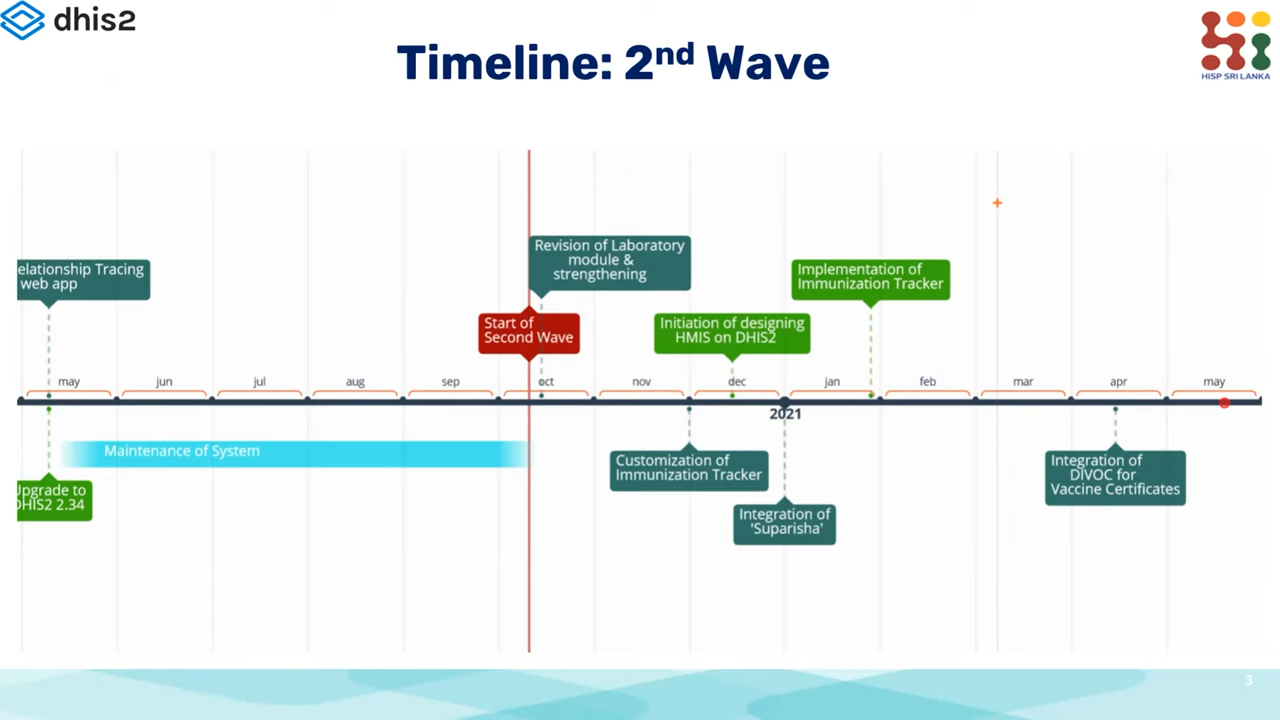 dhis2
HISP SRI LANKA
Timeline: 2nd Wave
elationship Tracing
web app
Revision of Laboratory
module &
strengthening
Start of
Second Wave
Initiation of designing
HMIS on DHIS2
Implementation of
Immunization Tracker
may
jun
jul
aug
sep
oct
nov
dec
jan
feb
mar
apr
may
2021
Maintenance of System
Upgrade to
DHIS2 2.34
Customization of
Immunization Tracker
Integration of
'Suparisha'
Integration of
DIVOC for
Vaccine Certificates
3